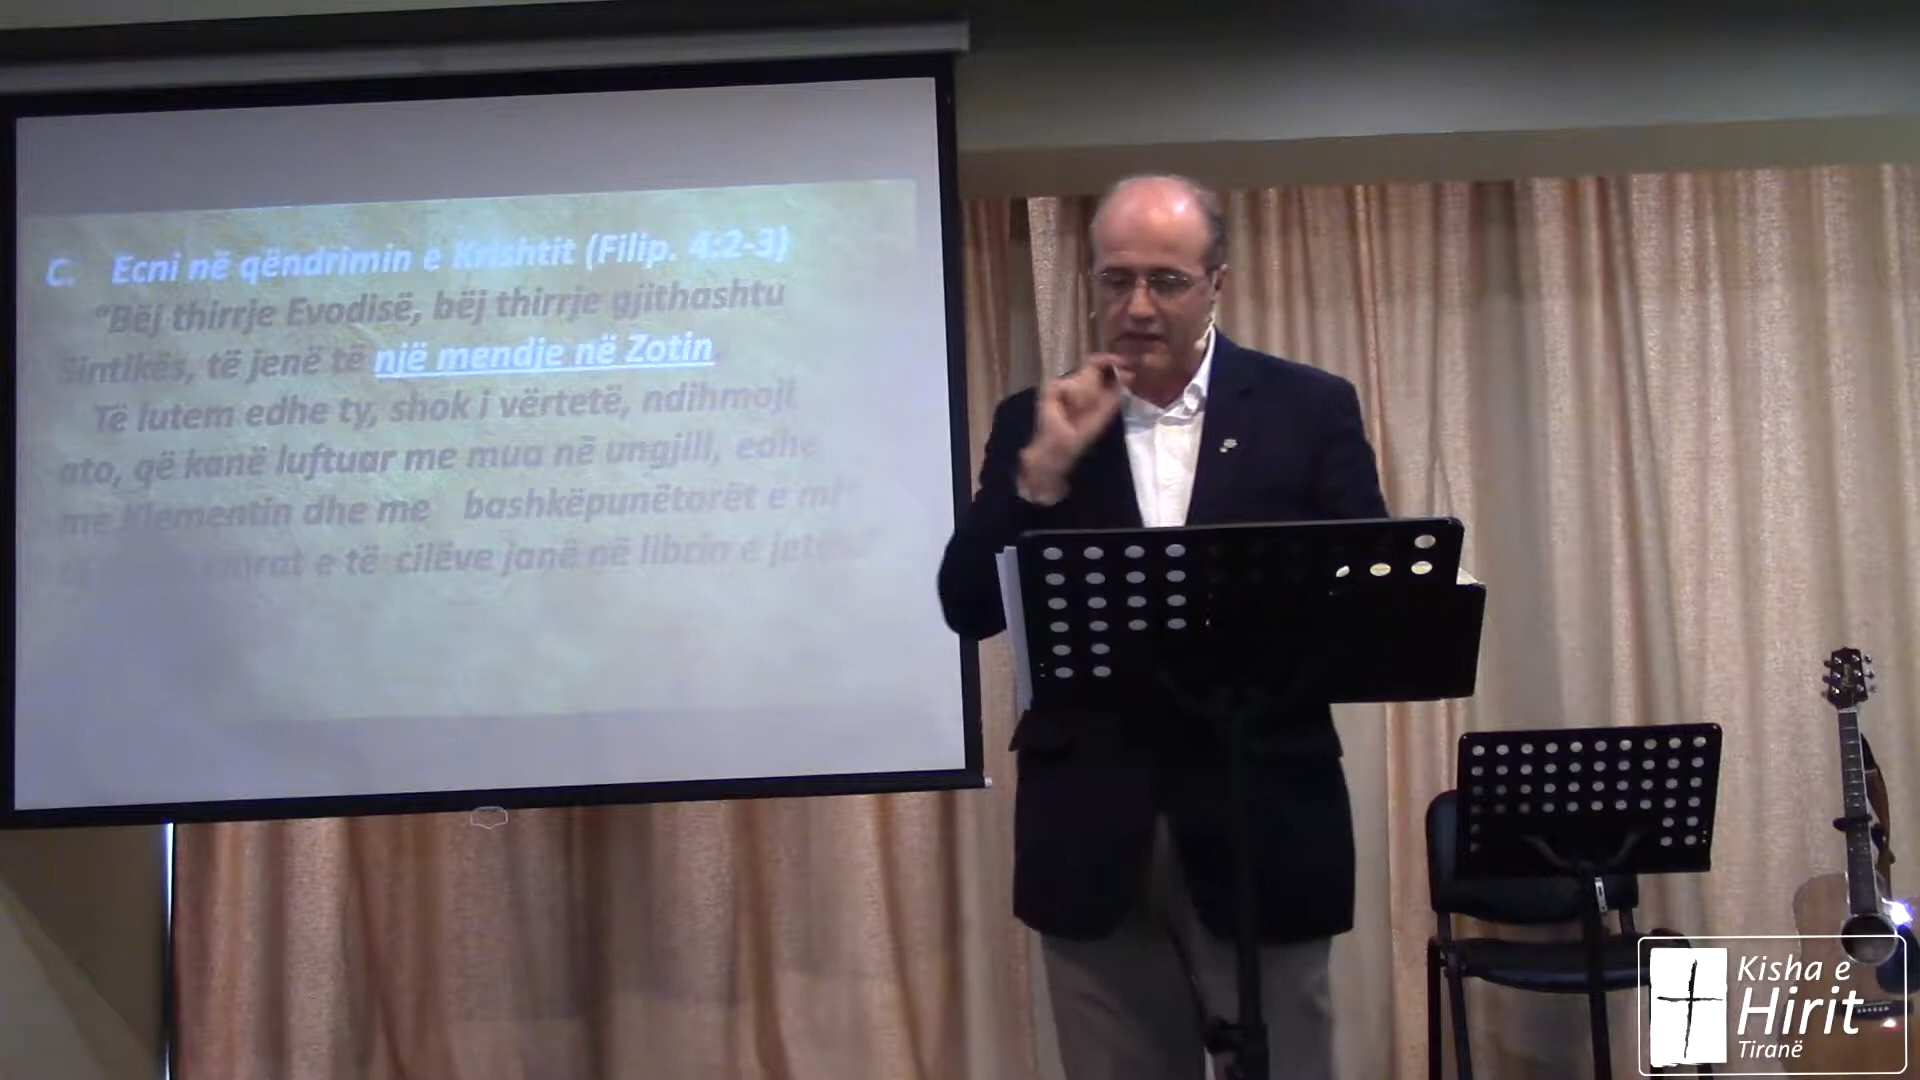 C. Ecni në qëndrimin e Krishtit (Filip. 4:2-3)
“Bëj thirrje Evodisë, bëj thirrje gjithashtu
Sintikës, të jenë të një mendje në Zotin
Të lutem edhe ty, shok i vërtetë, ndihmoji
ato, që kanë luftuar me mua në ungjill, edhe
me Klementin dhe me bashkëpunëtorët e mi
emrat e të cilëve janë në librin e jetës.”
Kisha e
Hirit
Tiranë